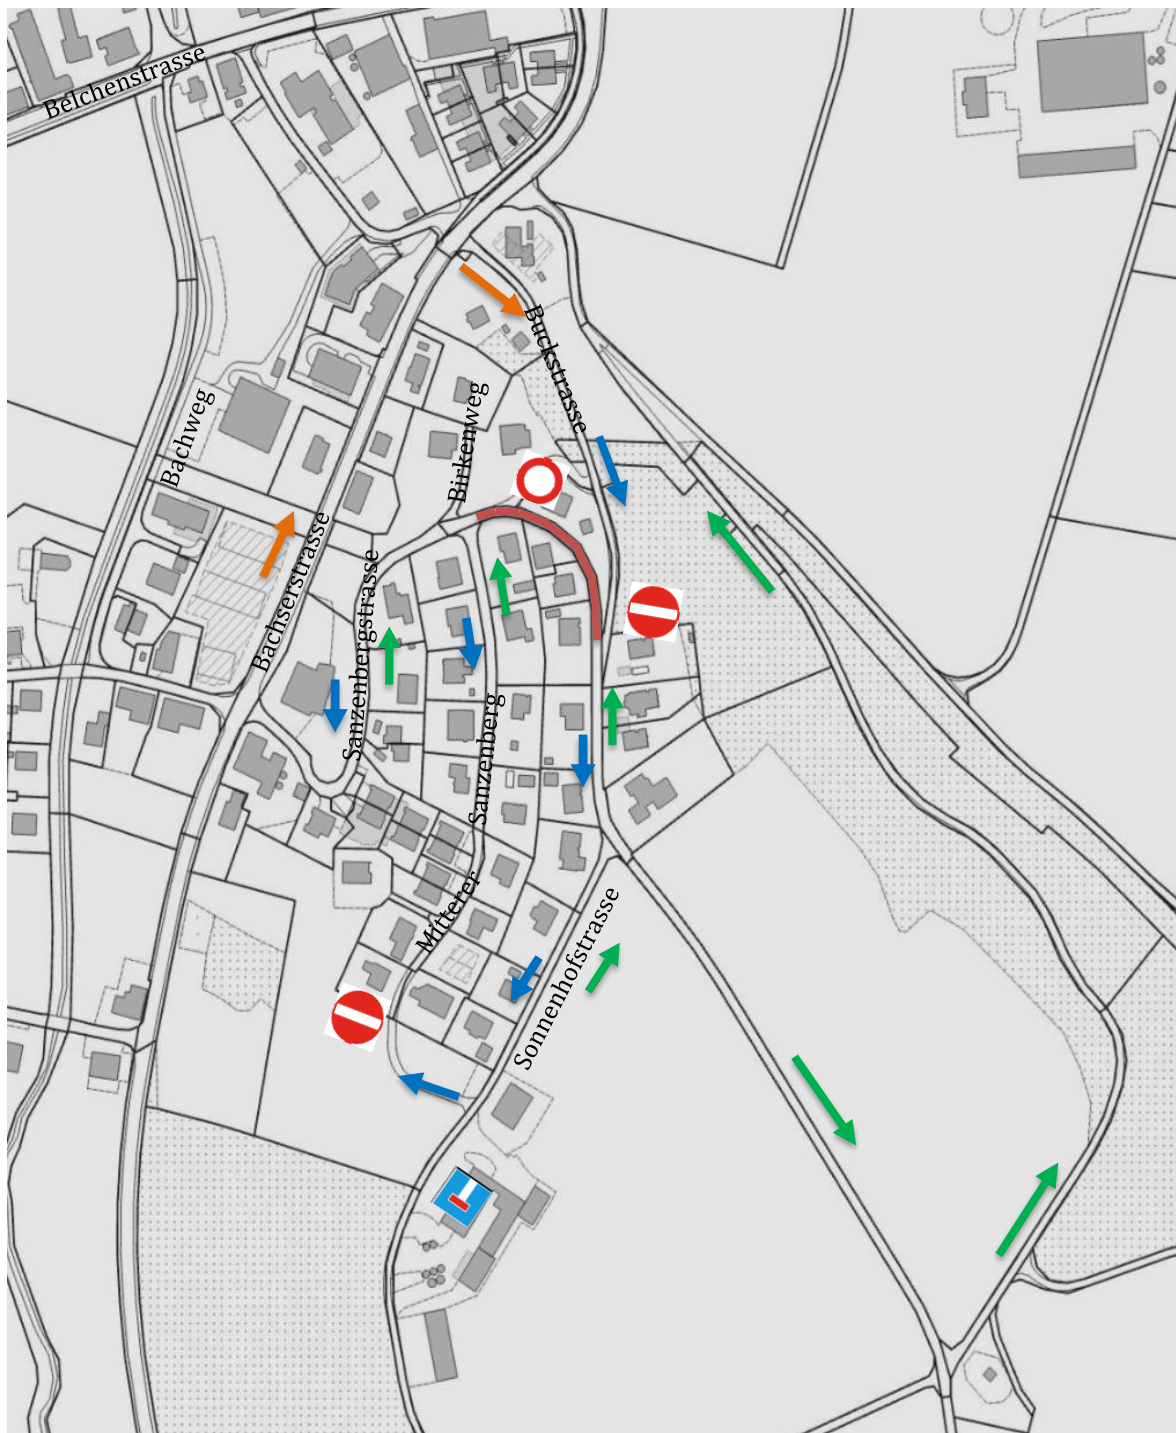 Belchenstrasse
Buckstrasse
Birkenweg
Bachweg
Bachserstrasse
Sanzenbergstrasse
Mitterer Sanzenberg
Sonnenhofstrasse